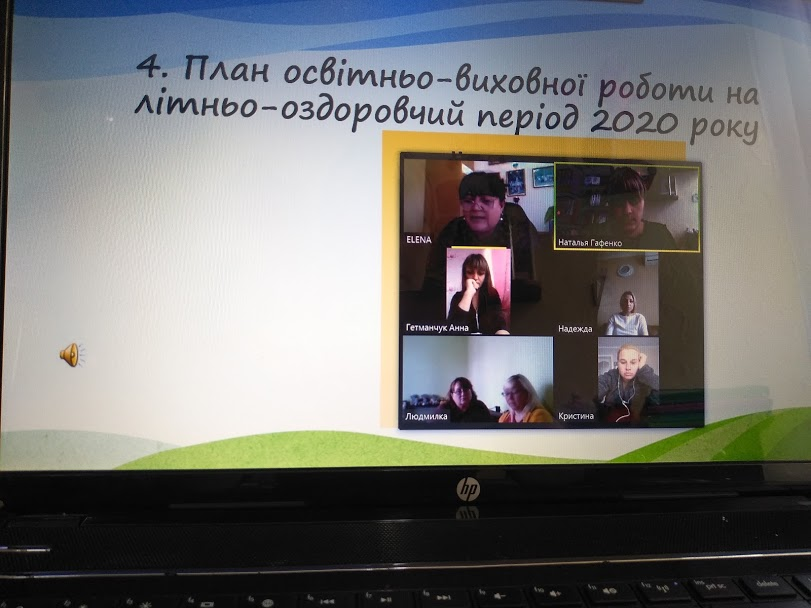 4. План освітньо-виховної роботи на
літньо-оздоровчий період 2020 року
ELENA
Наталья Гафенко
Гетманчук Анна
Надежда
Людмилка
Кристина
hp
delete